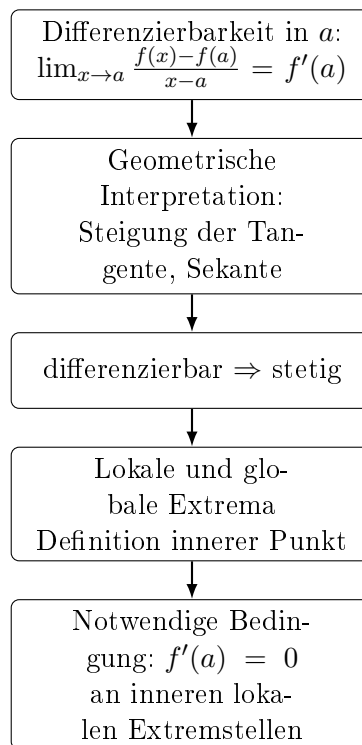 Differenzierbarkeit in a:
lim_{x→a} \frac{f(x)−f(a)}{x−a} = f′(a)
Geometrische
Interpretation:
Steigung der Tan-
gente, Sekante
differenzierbar ⇒ stetig
Lokale und glo-
bale Extrema
Definition innerer Punkt
Notwendige Bedin-
gung: f′(a) = 0
an inneren loka-
len Extremstellen